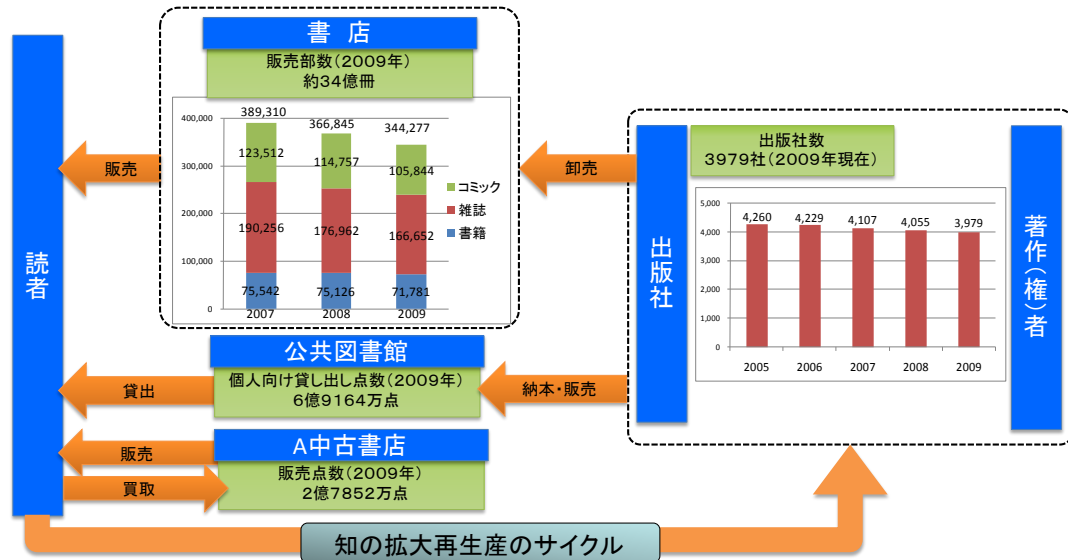 書 店
販売部数(2009年)
約34億冊
389,310
366,845
344,277
400,000
300,000
200,000
100,000
0
123,512
114,757
105,844
190,256
176,962
166,652
75,542
75,126
71,781
2007
2008
2009
コミック
雑誌
書籍
読者
販売
卸売
出版社
出版社数
3979社(2009年現在)
5,000
4,000
3,000
2,000
1,000
0
4,260
4,229
4,107
4,055
3,979
2005
2006
2007
2008
2009
著作(権)者
公共図書館
個人向け貸し出し点数(2009年)
6億9164万点
貸出
納本・販売
A中古書店
販売点数(2009年)
2億7852万点
販売
買取
知の拡大再生産のサイクル